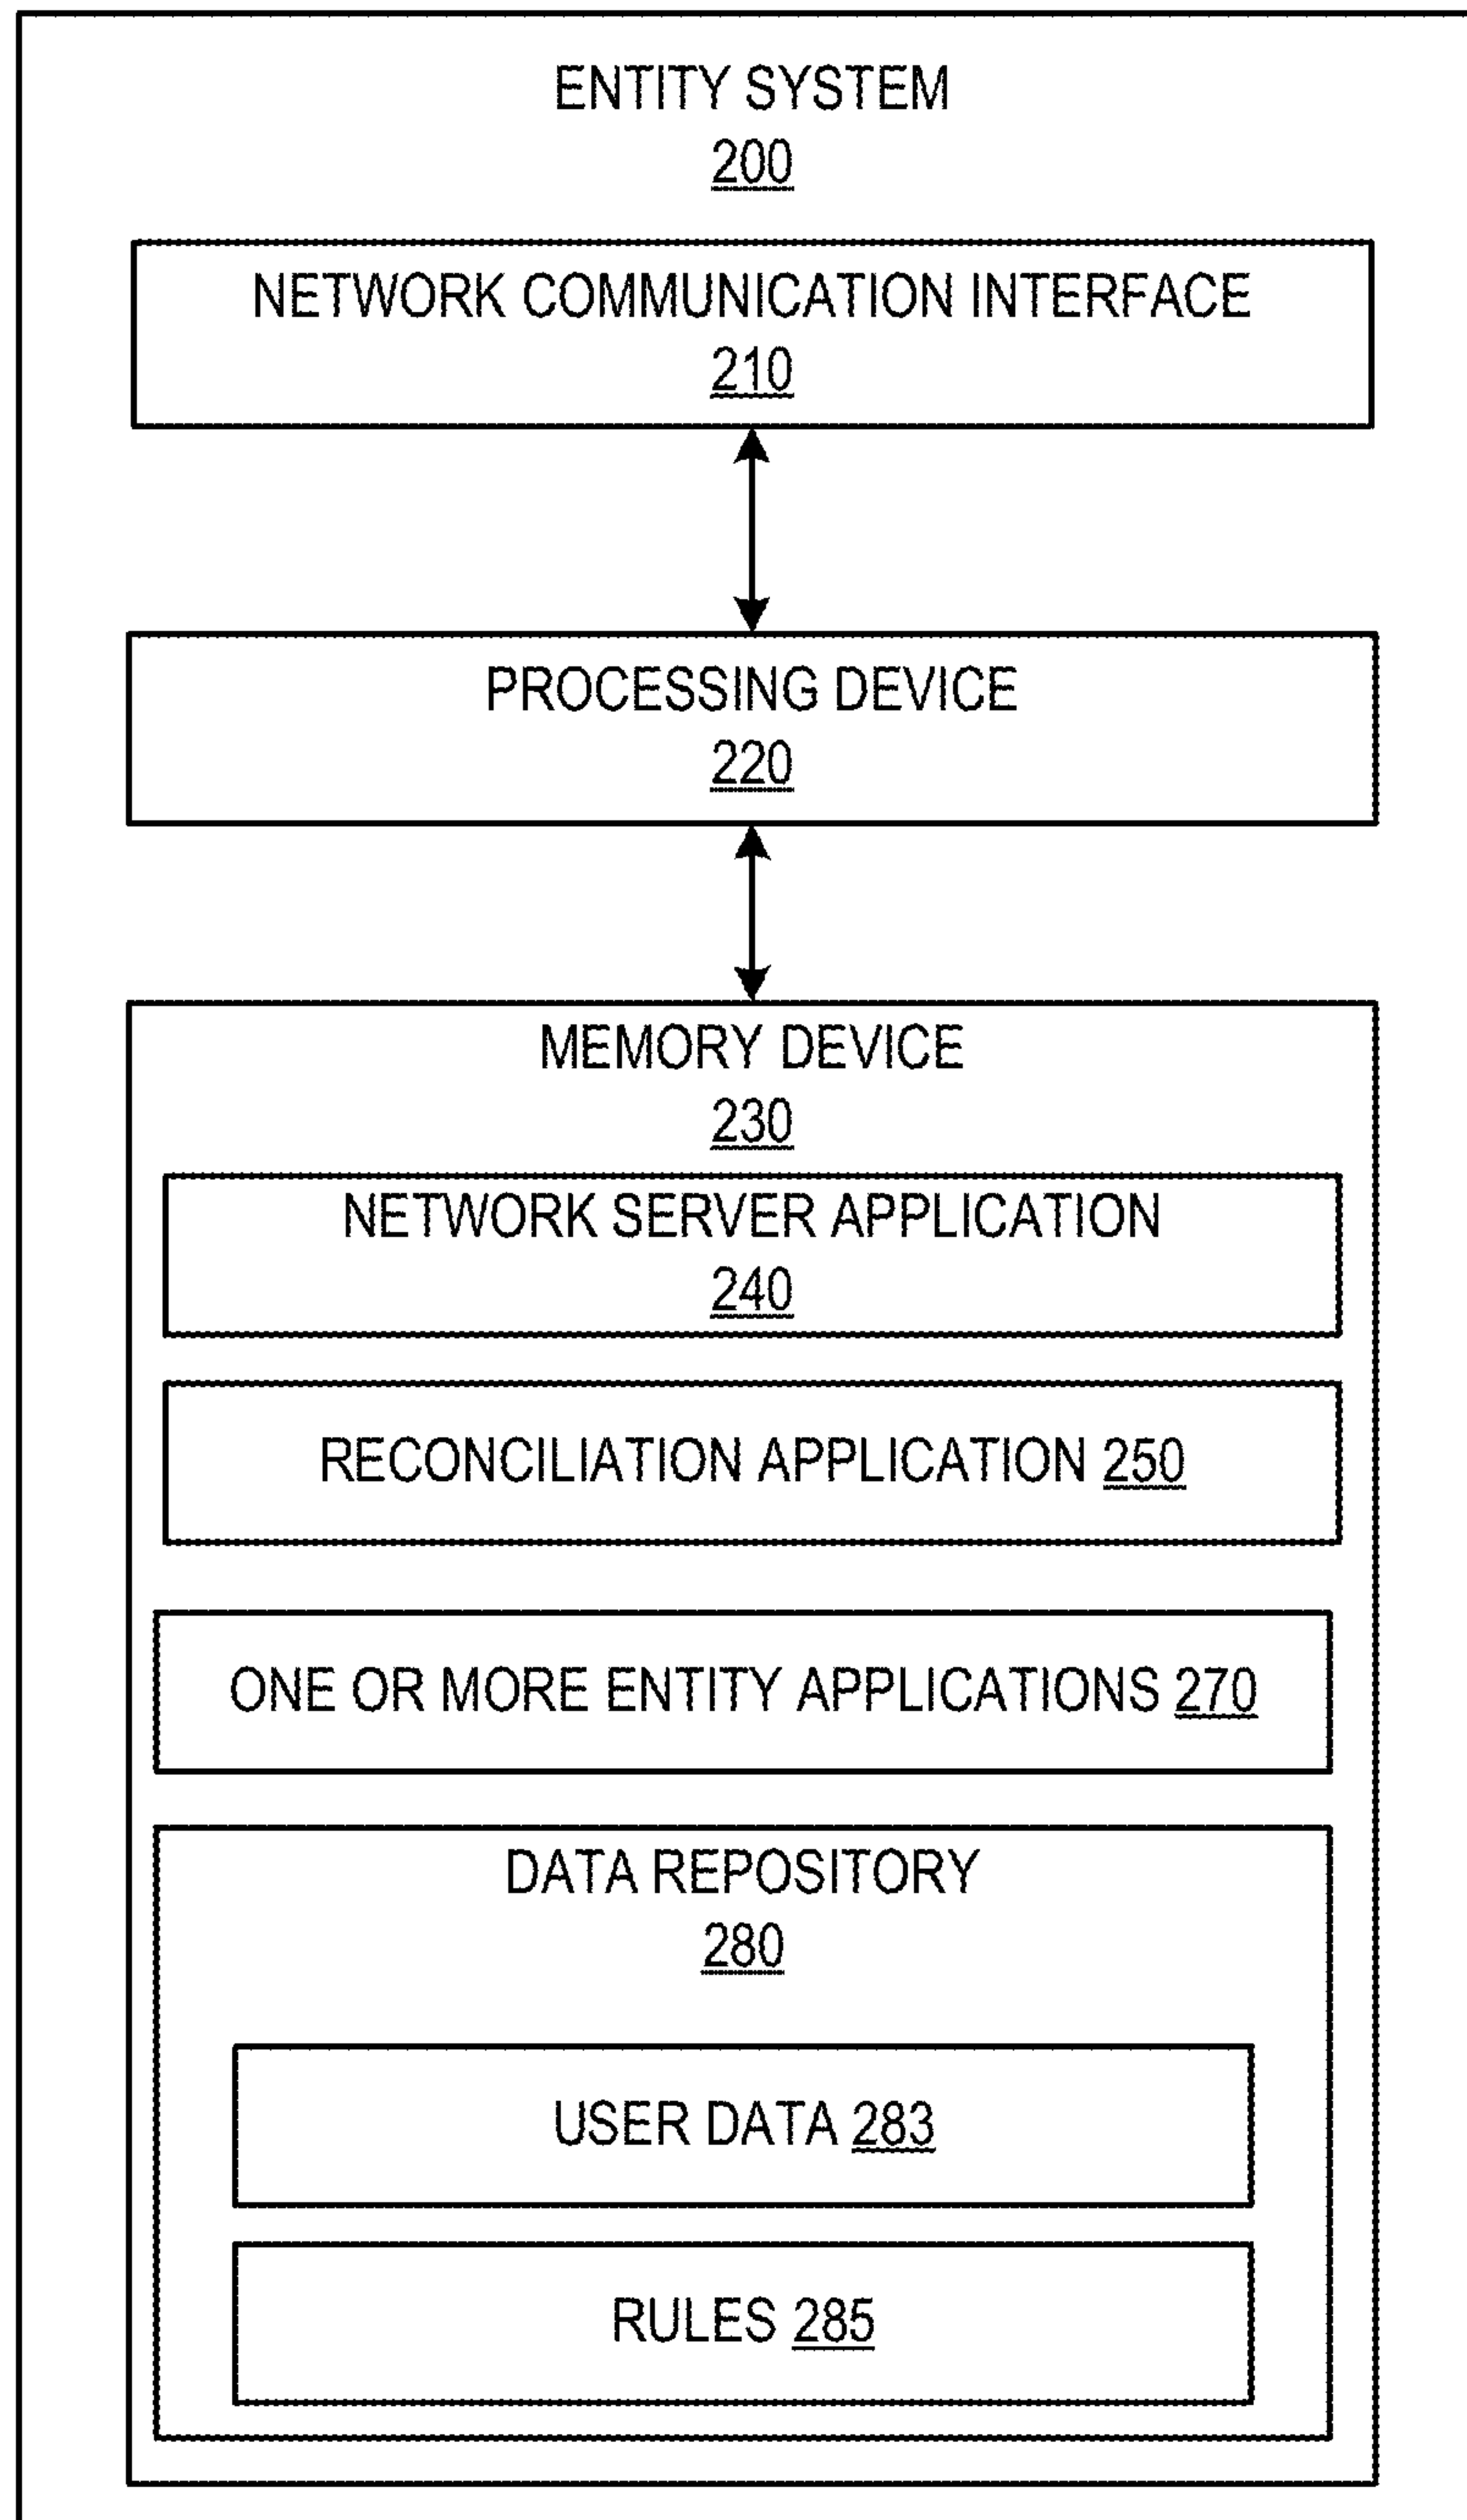 ENTITY SYSTEM
200
NETWORK COMMUNICATION INTERFACE
210
PROCESSING DEVICE
220
MEMORY DEVICE
230
NETWORK SERVER APPLICATION
240
RECONCILIATION APPLICATION 250
ONE OR MORE ENTITY APPLICATIONS 270
DATA REPOSITORY
280
USER DATA 283
RULES 285